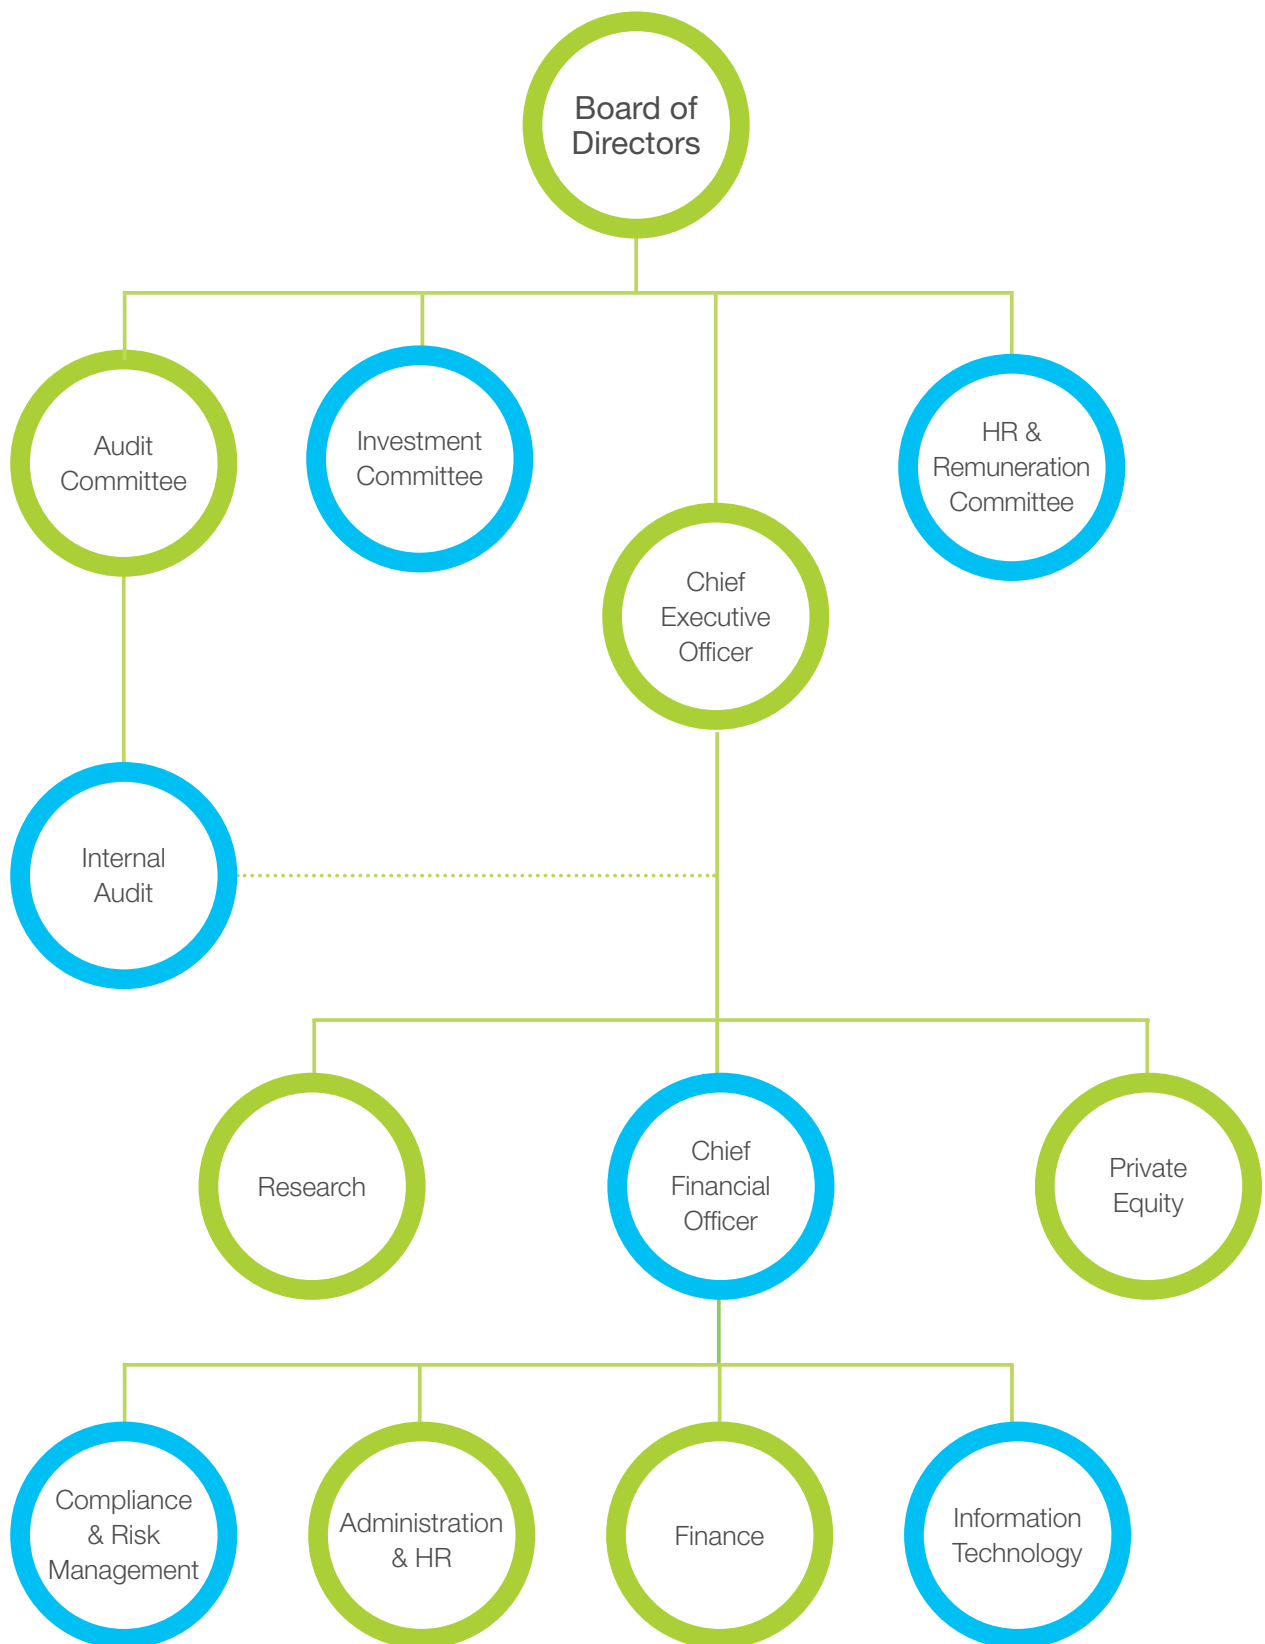 Board of
Directors
Audit
Committee
Investment
Committee
HR &
Remuneration
Committee
Chief
Executive
Officer
Internal
Audit
Research
Chief
Financial
Officer
Private
Equity
Compliance
& Risk
Management
Administration
& HR
Finance
Information
Technology